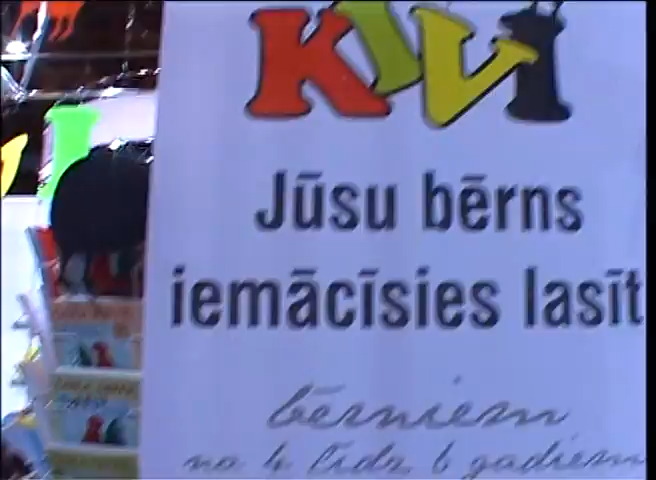 KIVI
Jūsu bērns
iemācīsies lasīt
bērniem
no 4 līdz 6 gadiem